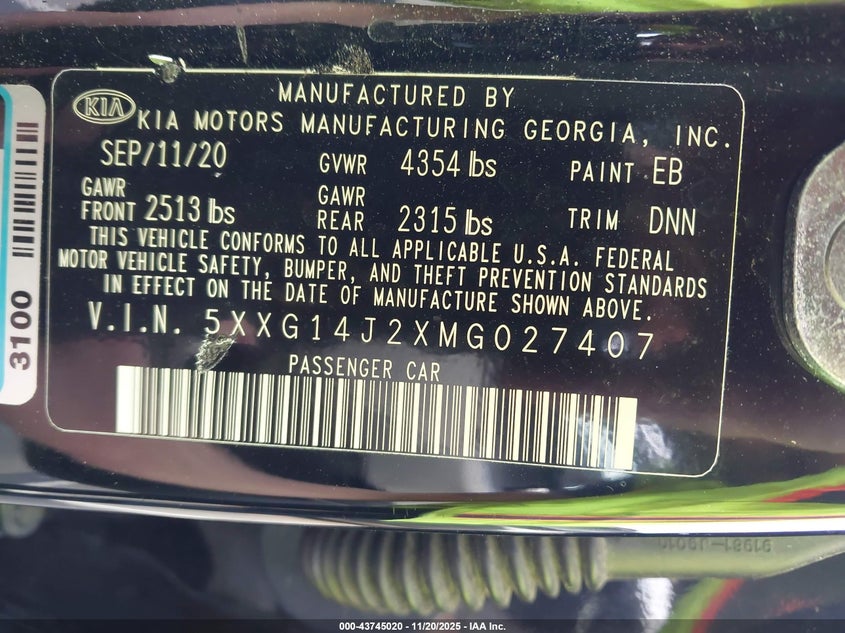 MANUFACTURED BY
KIA KIA MOTORS MANUFACTURING GEORGIA, INC.
SEP/11/20 GVWR 4354 lbs PAINT EB
GAWR FRONT 2513 lbs GAWR REAR 2315 lbs TRIM DNN
THIS VEHICLE CONFORMS TO ALL APPLICABLE U.S.A. FEDERAL
MOTOR VEHICLE SAFETY, BUMPER, AND THEFT PREVENTION STANDARDS
IN EFFECT ON THE DATE OF MANUFACTURE SHOWN ABOVE.
V.I.N. 5XXG14J2XMG027407
PASSENGER CAR
3100
000-43745020 - 11/20/2025 - IAA Inc.